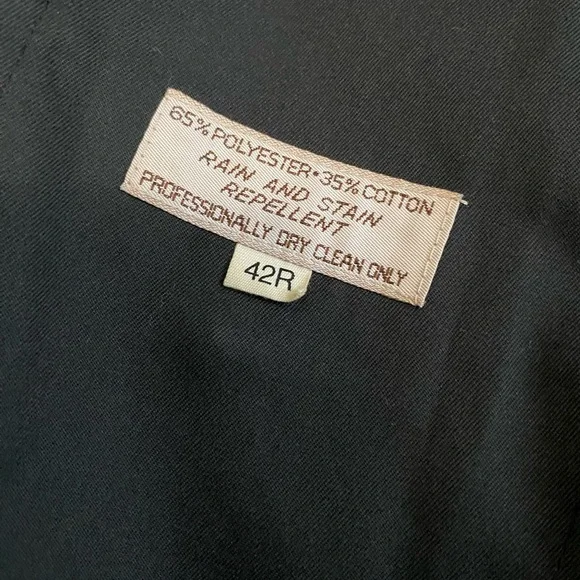 65% POLYESTER • 35% COTTON
RAIN AND STAIN
REPELLENT
PROFESSIONALLY DRY CLEAN ONLY
42R